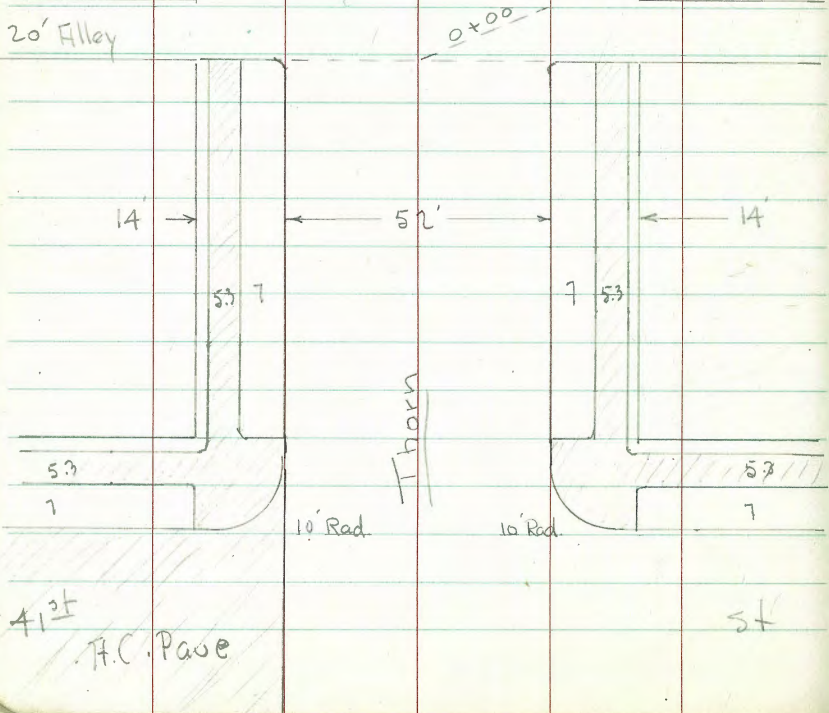 20' Alley
0+00
14'
52'
14'
5.3
7
7
5.3
Thorn
5.3
7
5.3
7
10' Rad.
10' Rad.
41st
St
A.C. Pave